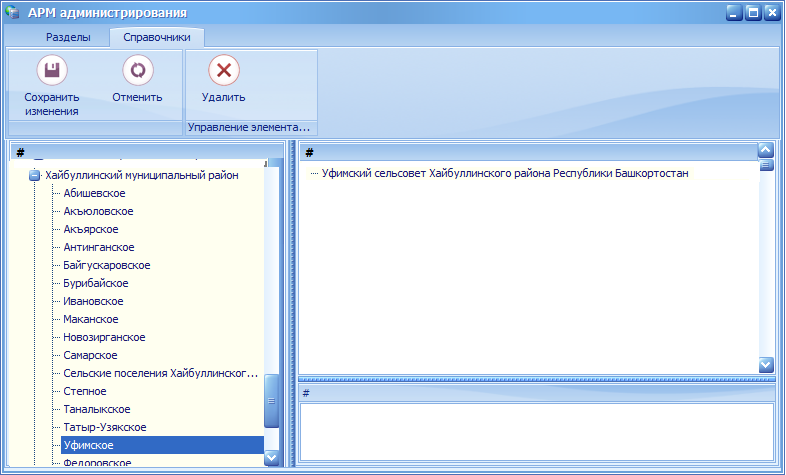 АРМ администрирования
Разделы
Справочники
Сохранить
изменения
Отменить
Удалить
Управление элемента...
#
Хайбуллинский муниципальный район
Абишевское
Акъюловское
Акъярское
Антинганское
Байгускаровское
Бурибайское
Ивановское
Маканское
Новозирганское
Самарское
Сельские поселения Хайбуллинског...
Степное
Таналыкское
Татыр-Узякское
Уфимское
Федоровское
#
Уфимский сельсовет Хайбуллинского района Республики Башкортостан
#